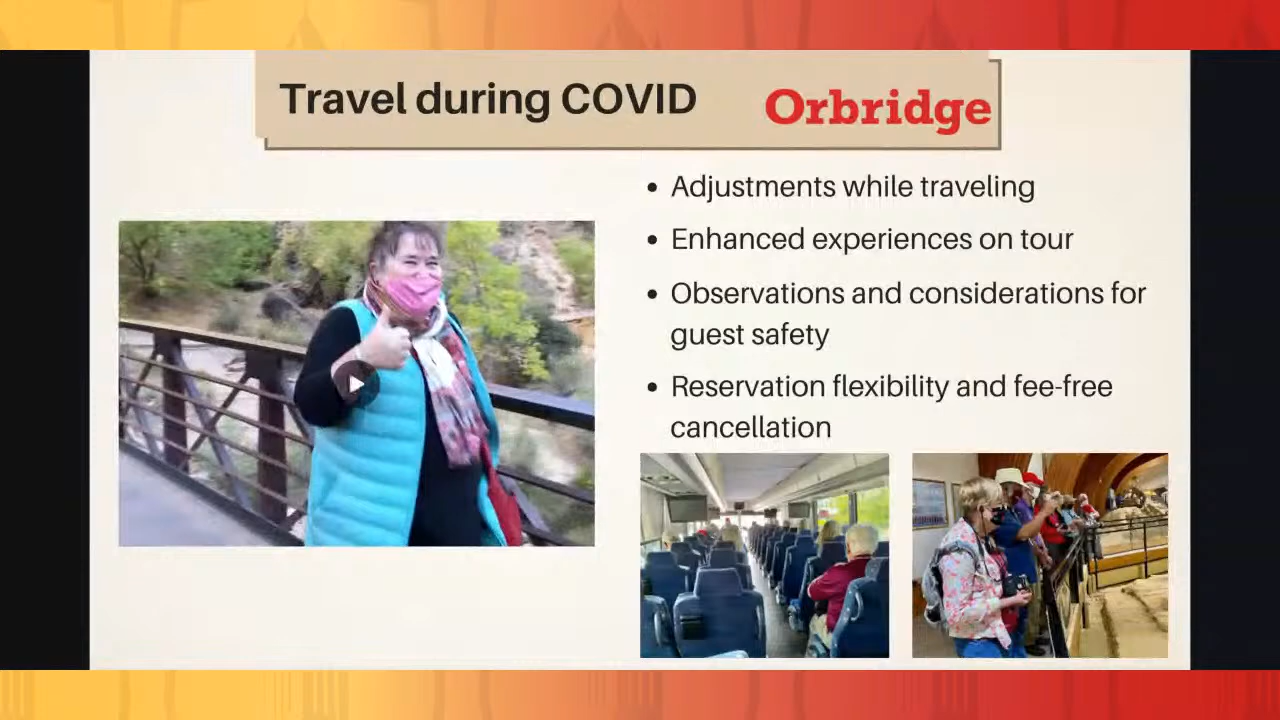 Travel during COVID
Orbridge
• Adjustments while traveling
• Enhanced experiences on tour
• Observations and considerations for
guest safety
• Reservation flexibility and fee-free
cancellation